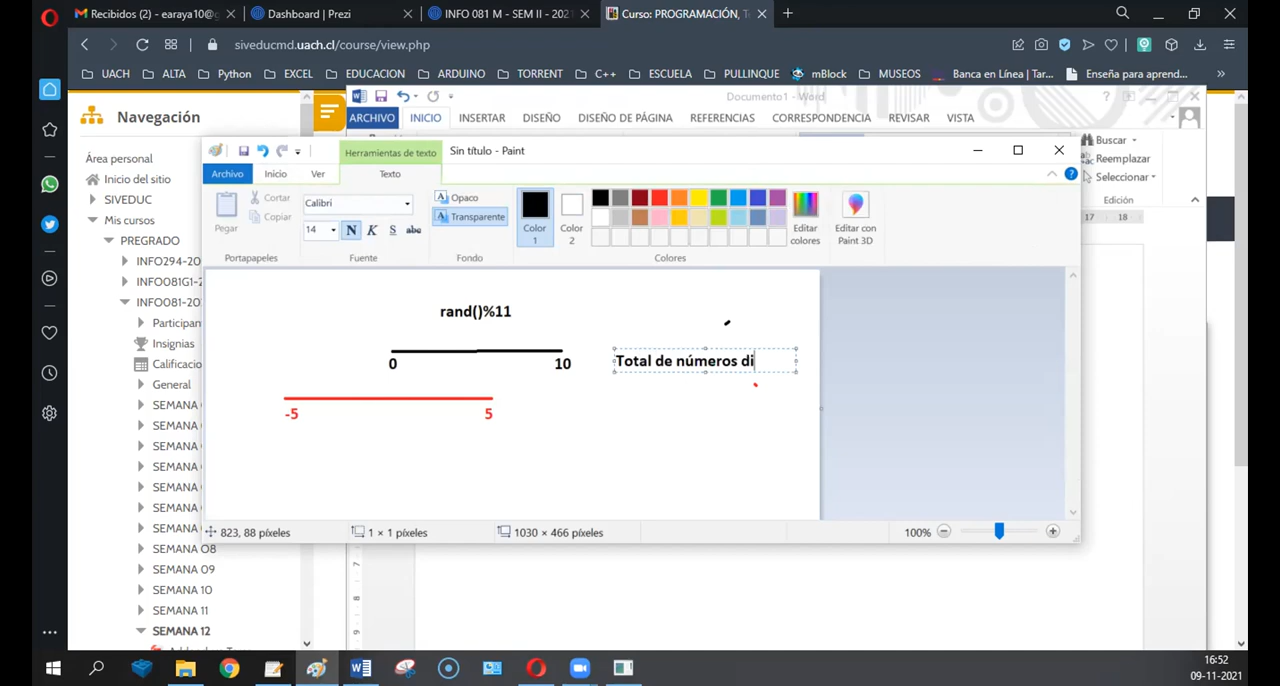 Recibidos (2) - earaya10@
Dashboard | Prezi
INFO 081 M - SEM II - 202
Curso: PROGRAMACIÓN, T
siveducmd.uach.cl/course/view.php
UACH
ALTA
Python
EXCEL
EDUCACION
ARDUINO
TORRENT
C++
ESCUELA
PULLINQUE
mBlock
MUSEOS
Banca en Línea | Tar...
Enseña para aprend...
»
Navegación
Área personal
Inicio del sitio
SIVEDUC
Mis cursos
PREGRADO
INFO294-20
INFO081G1-2
INFO081-20
Participan
Insignias
Calificacio
General
SEMANA 0
SEMANA 0
SEMANA 0
SEMANA 0
SEMANA 0
SEMANA 0
SEMANA 0
SEMANA 08
SEMANA 09
SEMANA 10
SEMANA 11
SEMANA 12
Documento1 - Word
ARCHIVO
INICIO
INSERTAR
DISEÑO
DISEÑO DE PÁGINA
REFERENCIAS
CORRESPONDENCIA
REVISAR
VISTA
Buscar
Reemplazar
Seleccionar
Edición
17 18
Herramientas de texto
Sin título - Paint
Archivo
Inicio
Ver
Texto
Pegar
Cortar
Copiar
Portapapeles
Calibri
14
N K S abc
Fuente
Opaco
Transparente
Fondo
Color 1
Color 2
Colores
Editar colores
Editar con Paint 3D
rand()%11
0 10
Total de números di
-5 5
823, 88 píxeles
1 × 1 píxeles
1030 × 466 píxeles
100%
7
8
9
16:52
09-11-2021